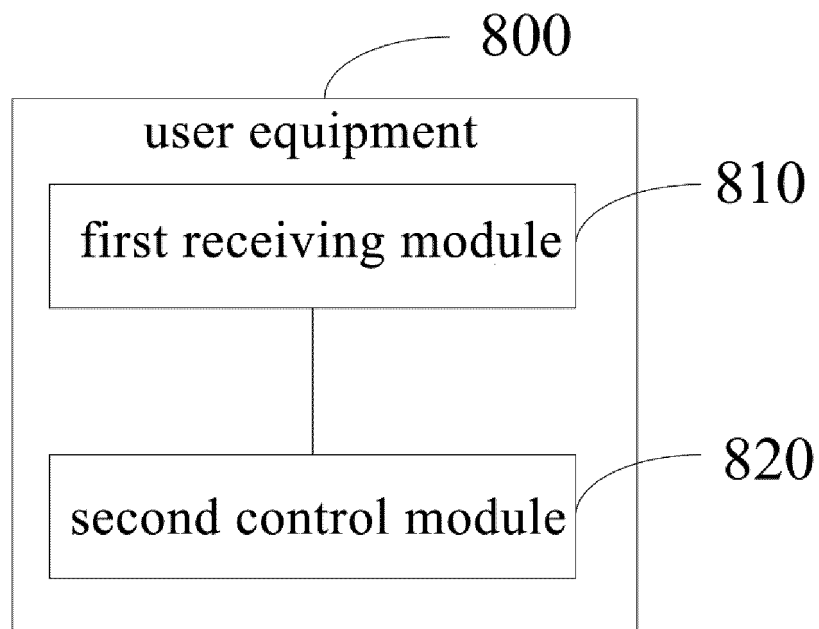 800
user equipment
810
first receiving module
820
second control module